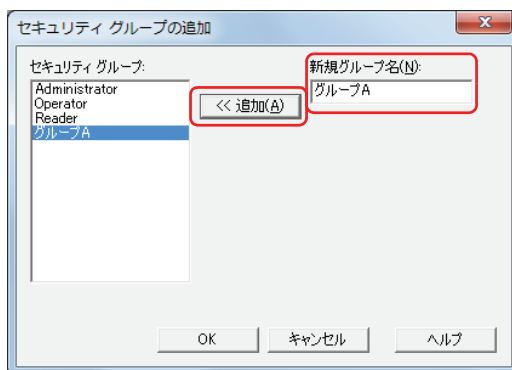 セキュリティ グループの追加
セキュリティ グループ:
Administrator
Operator
Reader
グループA
<< 追加(A)
新規グループ名(N):
グループA
OK
キャンセル
ヘルプ